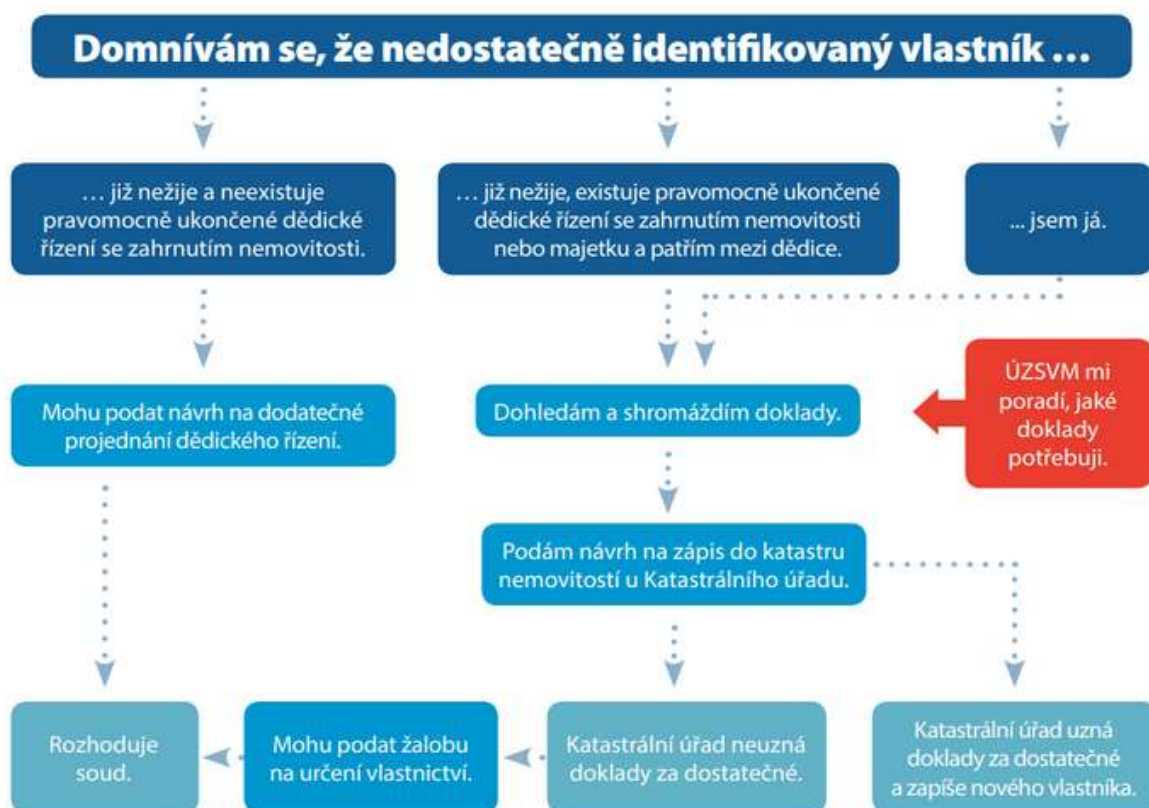 Domnívám se, že nedostatečně identifikovaný vlastník …
… již nežije a neexistuje
pravomocně ukončené dědické
řízení se zahrnutím nemovitosti.
… již nežije, existuje pravomocně ukončené
dědické řízení se zahrnutím nemovitosti
nebo majetku a patřím mezi dědice.
... jsem já.
Mohu podat návrh na dodatečné
projednání dědického řízení.
Dohledám a shromáždím doklady.
ÚZSVM mi
poradí, jaké
doklady
potřebuji.
Podám návrh na zápis do katastru
nemovitostí u Katastrálního úřadu.
Rozhoduje
soud.
Mohu podat žalobu
na určení vlastnictví.
Katastrální úřad neuzná
doklady za dostatečné.
Katastrální úřad uzná
doklady za dostatečné
a zapíše nového vlastníka.